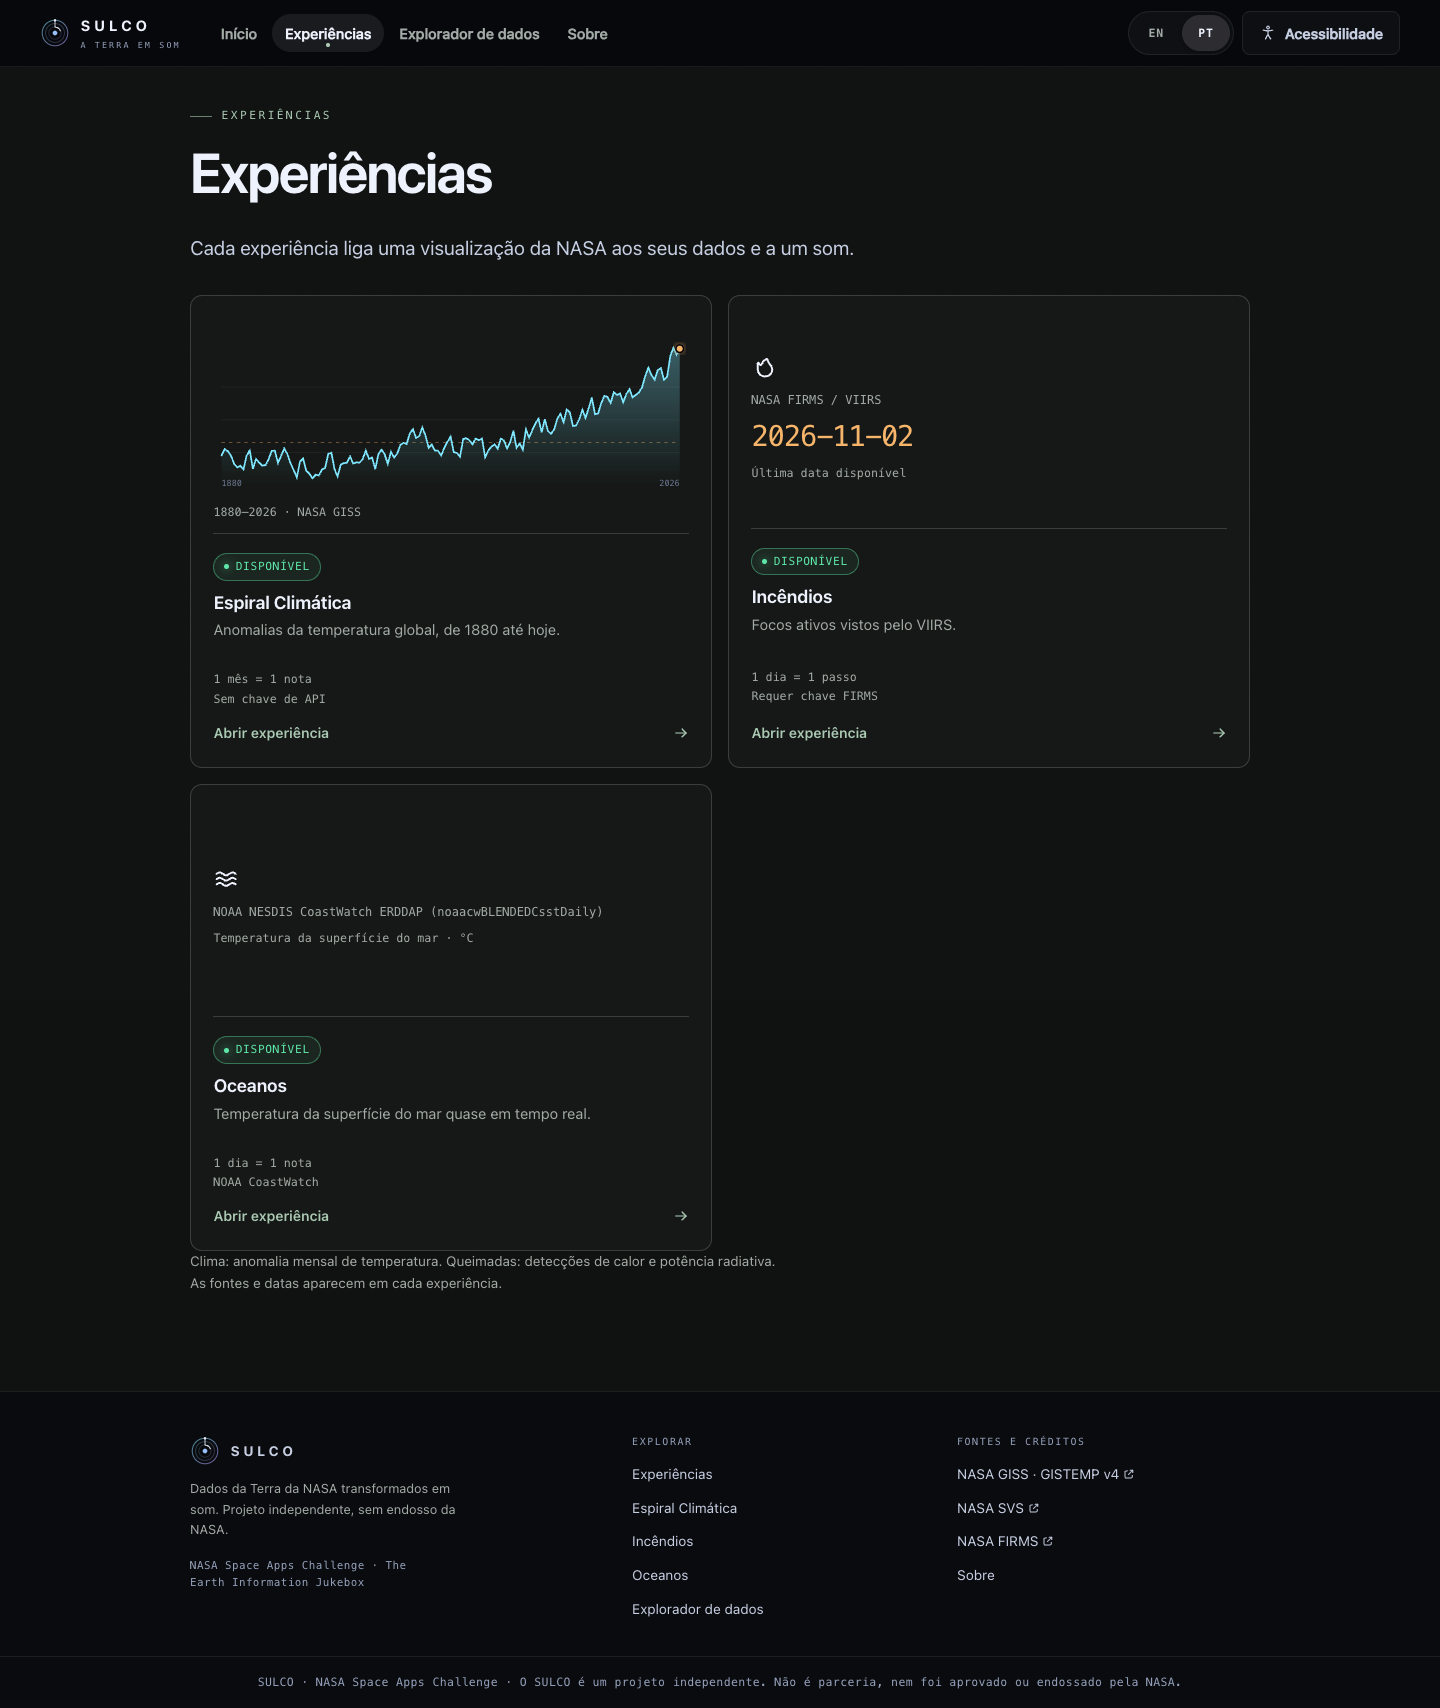 SULCO
A TERRA EM SOM
Início
Experiências
Explorador de dados
Sobre
EN
PT
Acessibilidade
EXPERIÊNCIAS
Experiências
Cada experiência liga uma visualização da NASA aos seus dados e a um som.
1880
2026
1880—2026 · NASA GISS
DISPONÍVEL
Espiral Climática
Anomalias da temperatura global, de 1880 até hoje.
1 mês = 1 nota
Sem chave de API
Abrir experiência
NASA FIRMS / VIIRS
2026-11-02
Última data disponível
DISPONÍVEL
Incêndios
Focos ativos vistos pelo VIIRS.
1 dia = 1 passo
Requer chave FIRMS
Abrir experiência
NOAA NESDIS CoastWatch ERDDAP (noaacwBLENDEDCsstDaily)
Temperatura da superfície do mar · °C
DISPONÍVEL
Oceanos
Temperatura da superfície do mar quase em tempo real.
1 dia = 1 nota
NOAA CoastWatch
Abrir experiência
Clima: anomalia mensal de temperatura. Queimadas: detecções de calor e potência radiativa.
As fontes e datas aparecem em cada experiência.
SULCO
Dados da Terra da NASA transformados em
som. Projeto independente, sem endosso da
NASA.
NASA Space Apps Challenge · The
Earth Information Jukebox
EXPLORAR
Experiências
Espiral Climática
Incêndios
Oceanos
Explorador de dados
FONTES E CRÉDITOS
NASA GISS · GISTEMP v4
NASA SVS
NASA FIRMS
Sobre
SULCO · NASA Space Apps Challenge · O SULCO é um projeto independente. Não é parceria, nem foi aprovado ou endossado pela NASA.